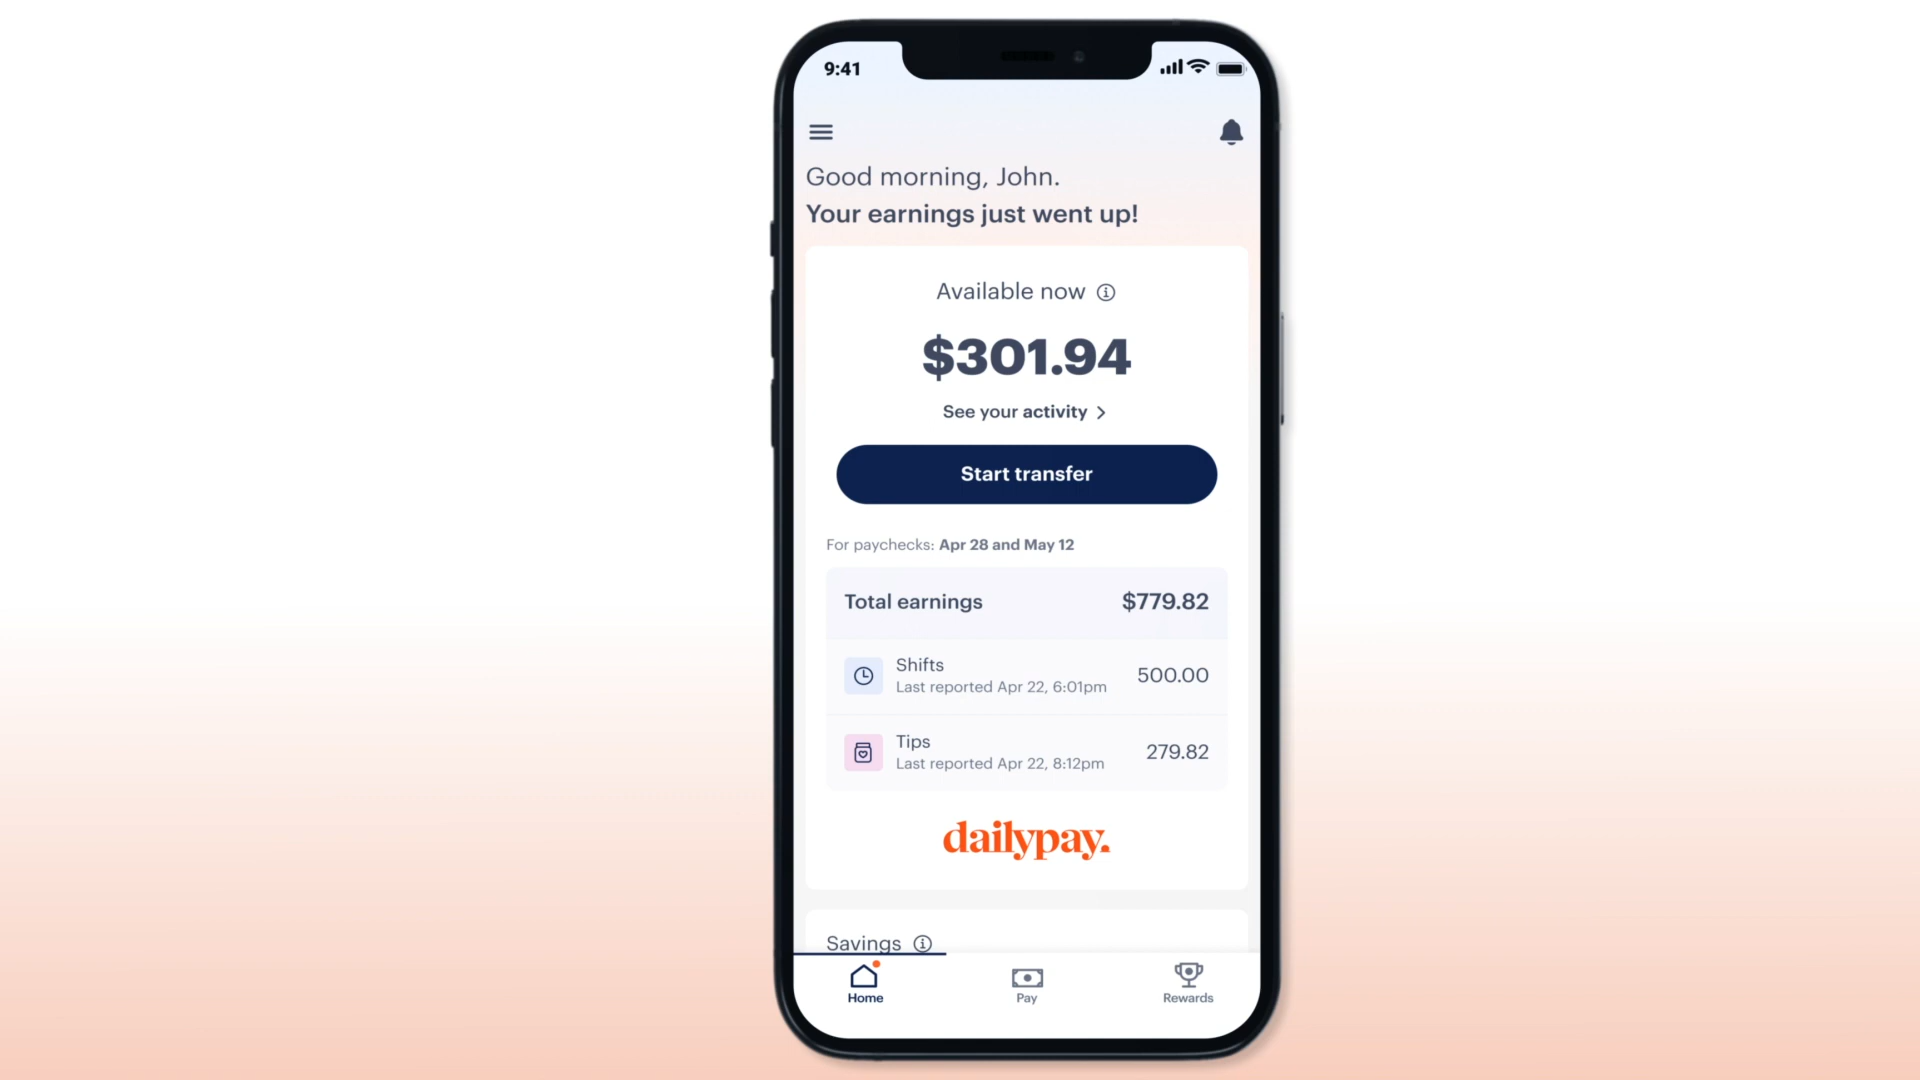 9:41
Good morning, John.
Your earnings just went up!
Available now
$301.94
See your activity
Start transfer
For paychecks: Apr 28 and May 12
Total earnings $779.82
Shifts
Last reported Apr 22, 6:01pm
500.00
Tips
Last reported Apr 22, 8:12pm
279.82
dailypay.
Savings
Home Pay Rewards